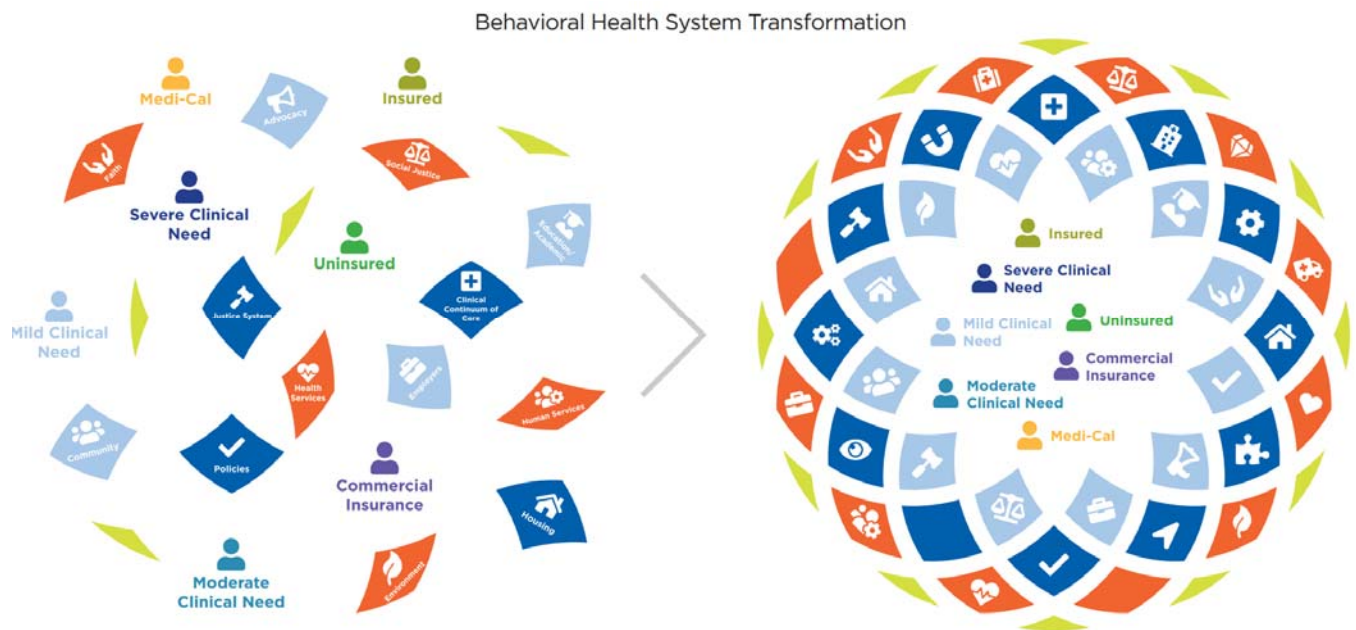 Behavioral Health System Transformation
Medi-Cal
Advocacy
Insured
Faith
Social Justice
Severe Clinical
Need
Uninsured
Education/
Academic
Mild Clinical
Need
Justice System
Clinical
Continuum of
Care
Health
Services
Employers
Human Services
Community
Policies
Commercial
Insurance
Housing
Moderate
Clinical Need
Environment
Insured
Severe Clinical
Need
Mild Clinical
Need
Uninsured
Commercial
Insurance
Moderate
Clinical Need
Medi-Cal